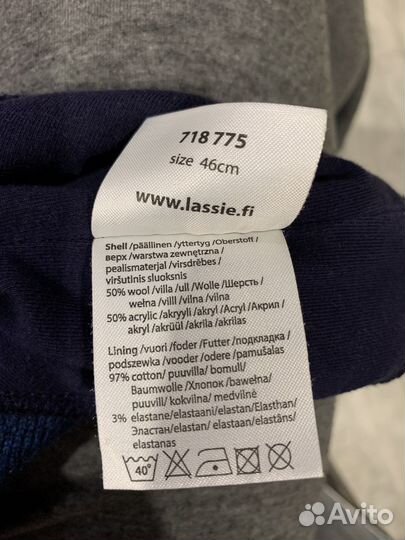 718 775
size 46cm
www.lassie.fi
Shell/päällinen/yttertyg/Oberstoff/
верх/warstwa zewnętrzna/
pealismaterjal/virsdrēbes/
viršutinis sluoksnis
50% wool/villa/ull/Wolle/Шерсть/
wełna/villl/vilna/vilna
50% acrylic/akryyli/akryl/Acryl/Акрил/
akryl/akrüül/akrila/akrilas
Lining/vuori/foder/Futter/подкладка/
podszewka/vooder/odere/pamušalas
97% cotton/puuvilla/bomull/
Baumwolle/Хлопок/bawełna/
puuvill/kokvilna/medvilnė
3% elastane/elastaani/elastan/Elasthan/
Эластан/elastan/elastaan/elastāns/
elastanas
40°
Avito